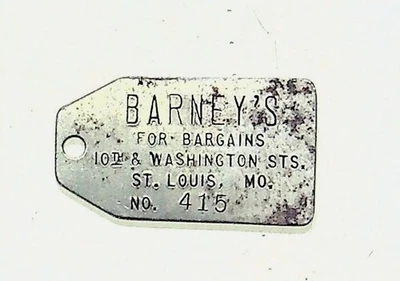 BARNEY'S
FOR BARGAINS
10TH & WASHINGTON STS.
ST. LOUIS, MO.
NO. 415